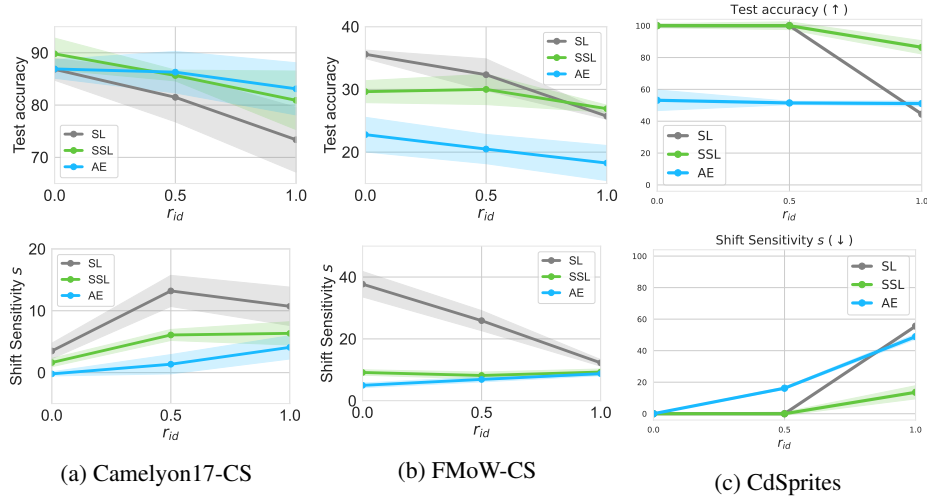 Test accuracy
90
80
70
SL
SSL
AE
0.0
0.5
1.0
r_id
Test accuracy
40
30
20
SL
SSL
AE
0.0
0.5
1.0
r_id
Test accuracy (↑)
100
80
60
40
20
0
SL
SSL
AE
0.0
0.5
1.0
r_id
Shift Sensitivity s
20
10
0
SL
SSL
AE
0.0
0.5
1.0
r_id
Shift Sensitivity s
40
20
0
SL
SSL
AE
0.0
0.5
1.0
r_id
Shift Sensitivity s (↓)
100
80
60
40
20
0
SL
SSL
AE
0.0
0.5
1.0
r_id
(a) Camelyon17-CS
(b) FMoW-CS
(c) CdSprites